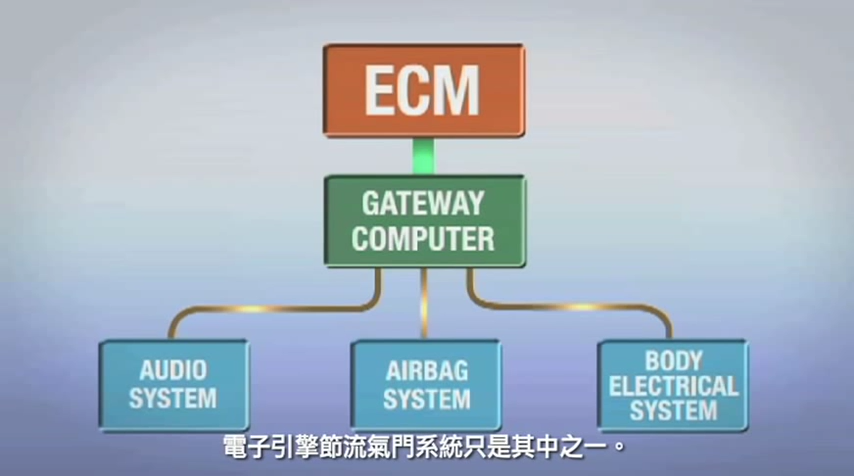 ECM
GATEWAY
COMPUTER
AUDIO
SYSTEM
AIRBAG
SYSTEM
BODY
ELECTRICAL
SYSTEM
電子引擎節流氣門系統只是其中之一。